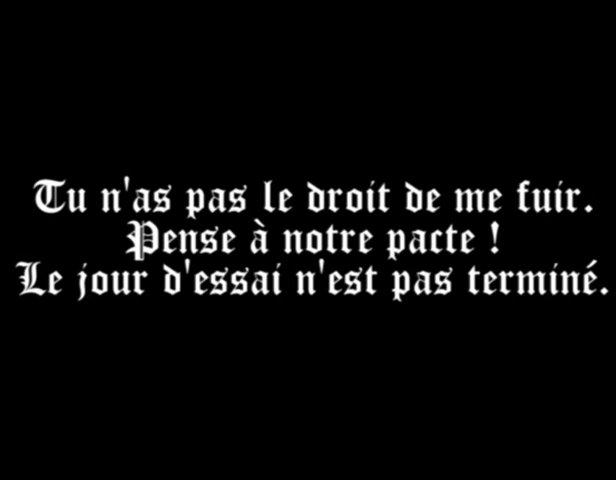 Tu n'as pas le droit de me fuir.
Pense à notre pacte !
Le jour d'essai n'est pas terminé.